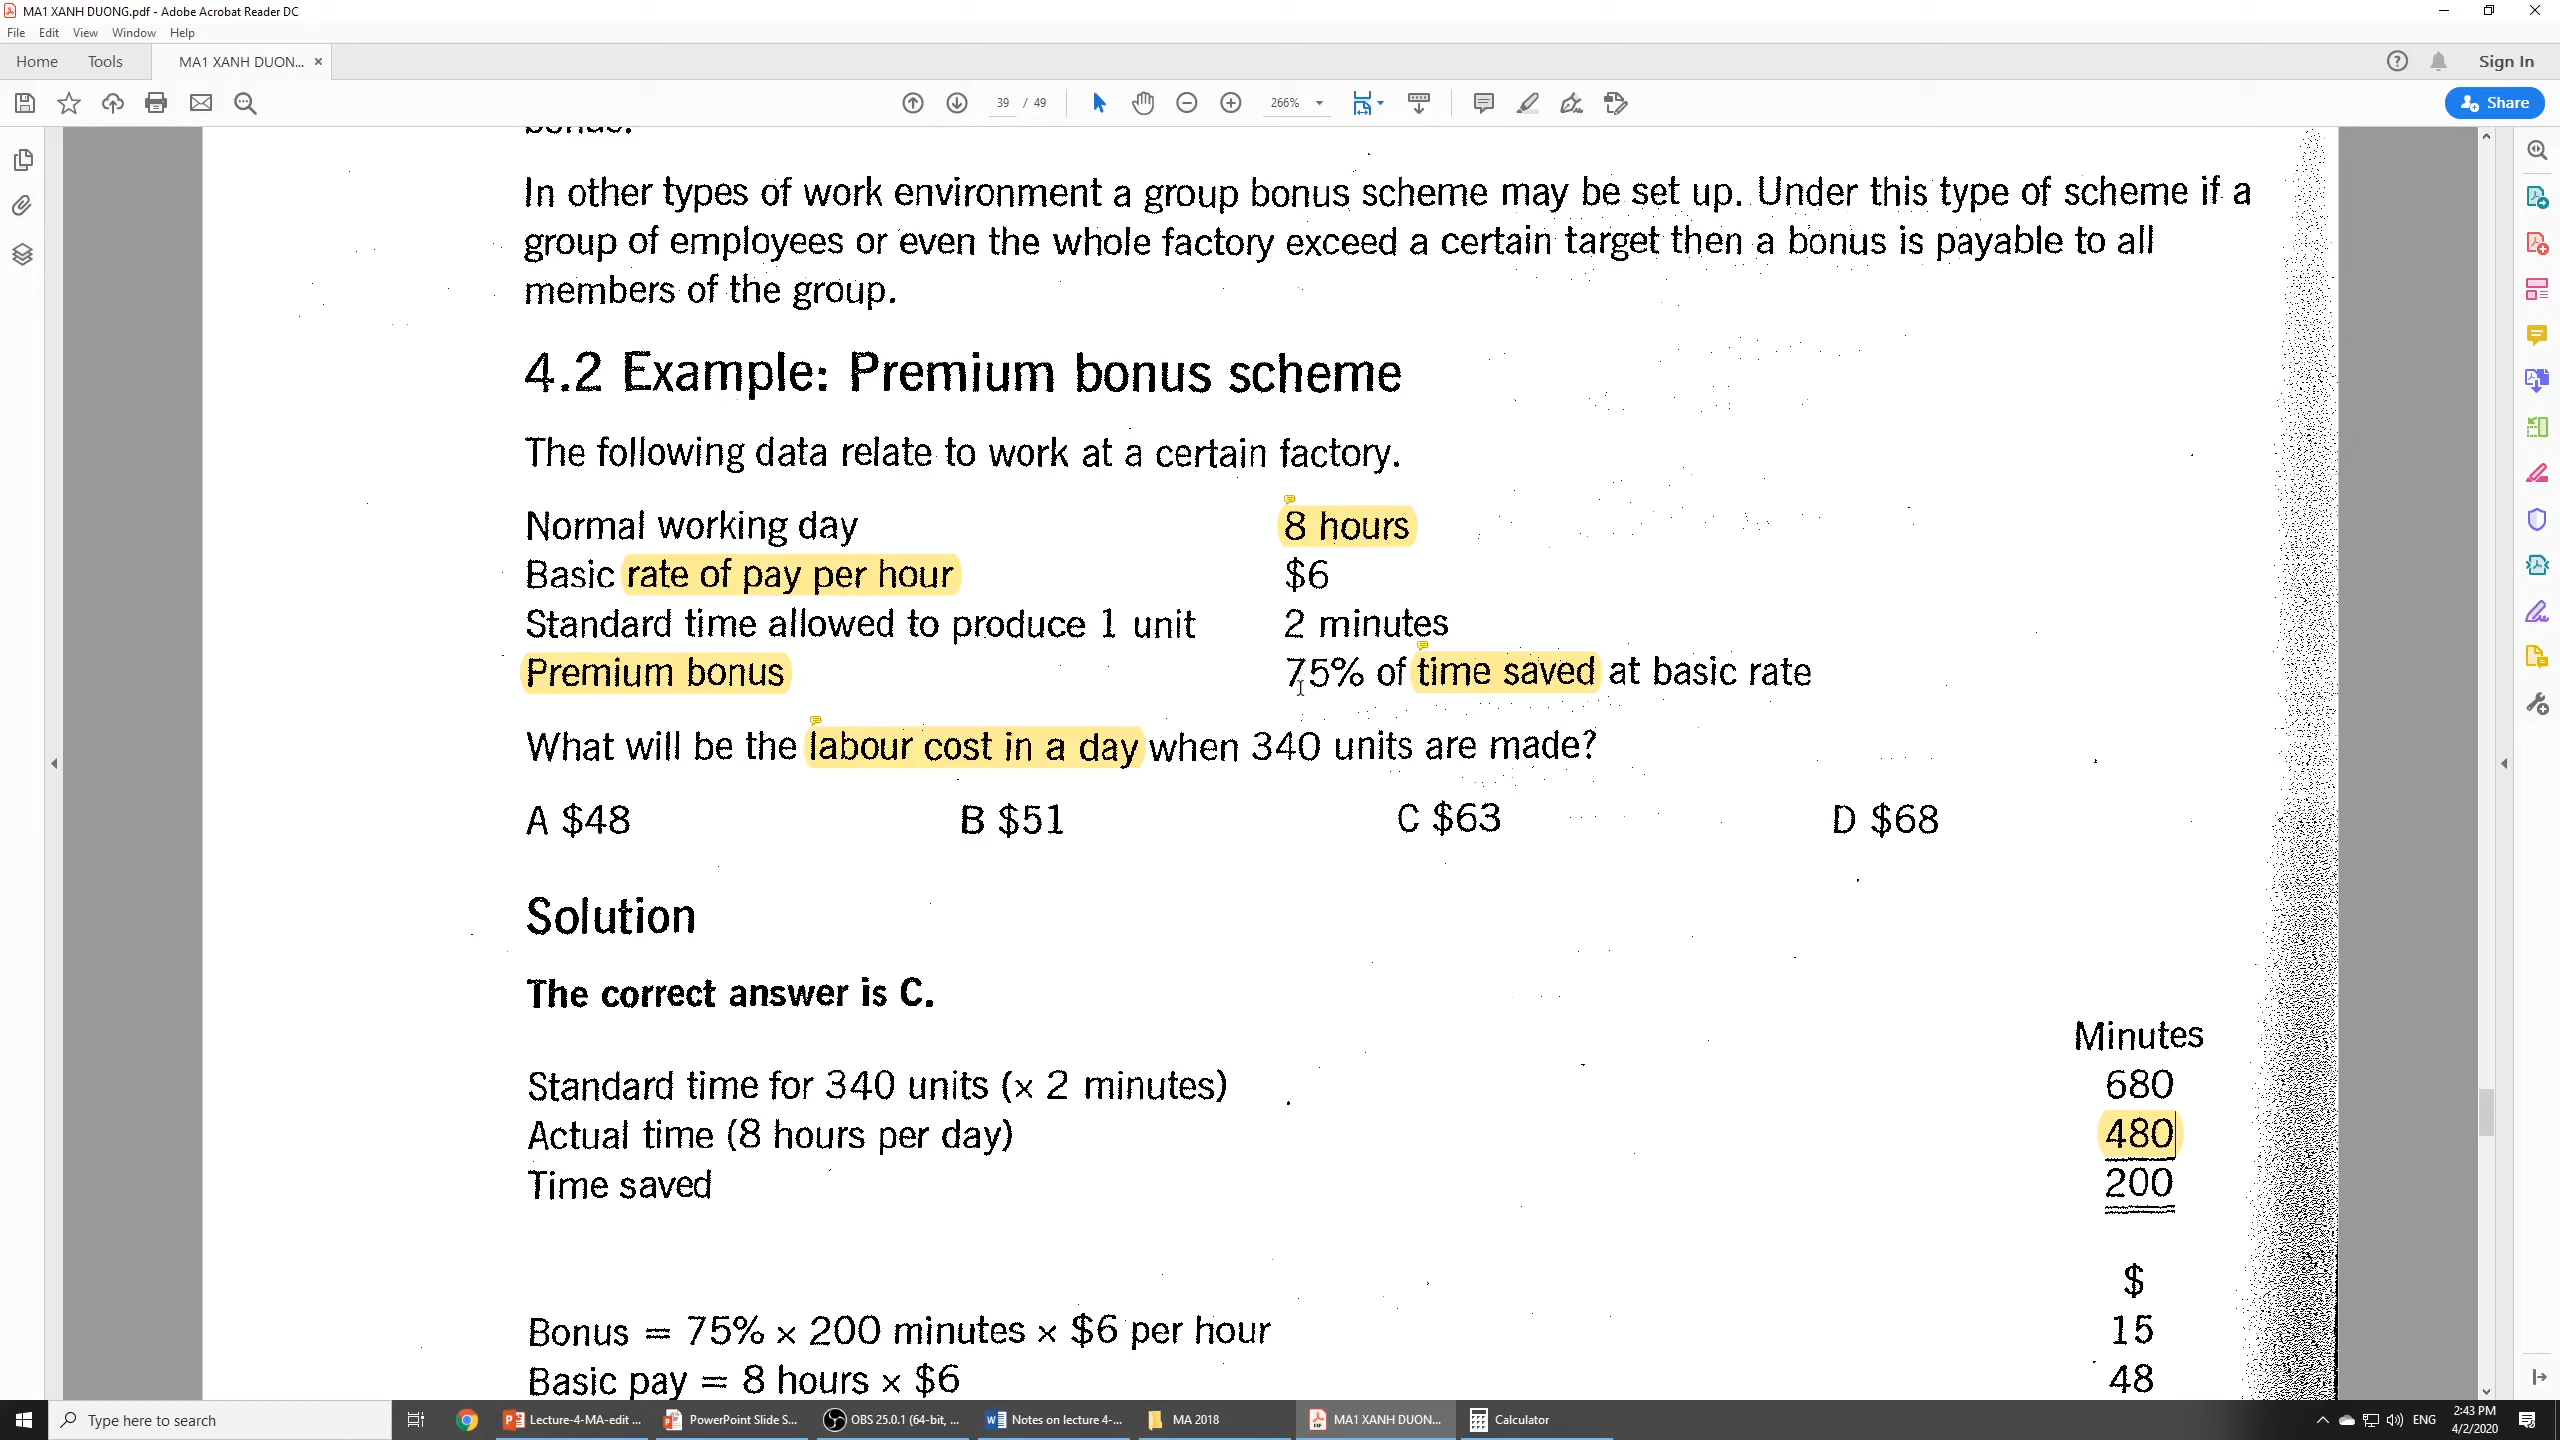 MA1 XANH DUONG.pdf - Adobe Acrobat Reader DC
File Edit View Window Help
Home Tools MA1 XANH DUON... × Sign In
39 / 49 266% Share
bonus.
In other types of work environment a group bonus scheme may be set up. Under this type of scheme if a
group of employees or even the whole factory exceed a certain target then a bonus is payable to all
members of the group.
4.2 Example: Premium bonus scheme
The following data relate to work at a certain factory.
Normal working day 8 hours
Basic rate of pay per hour $6
Standard time allowed to produce 1 unit 2 minutes
Premium bonus 75% of time saved at basic rate
What will be the labour cost in a day when 340 units are made?
A $48 B $51 C $63 D $68
Solution
The correct answer is C.
Minutes
Standard time for 340 units (× 2 minutes) 680
Actual time (8 hours per day) 480
Time saved 200
$
Bonus = 75% × 200 minutes × $6 per hour 15
Basic pay = 8 hours × $6 48
Type here to search Lecture-4-MA-edit ... PowerPoint Slide S... OBS 25.0.1 (64-bit, ... Notes on lecture 4-... MA 2018 MA1 XANH DUON... Calculator ENG 2:43 PM
4/2/2020